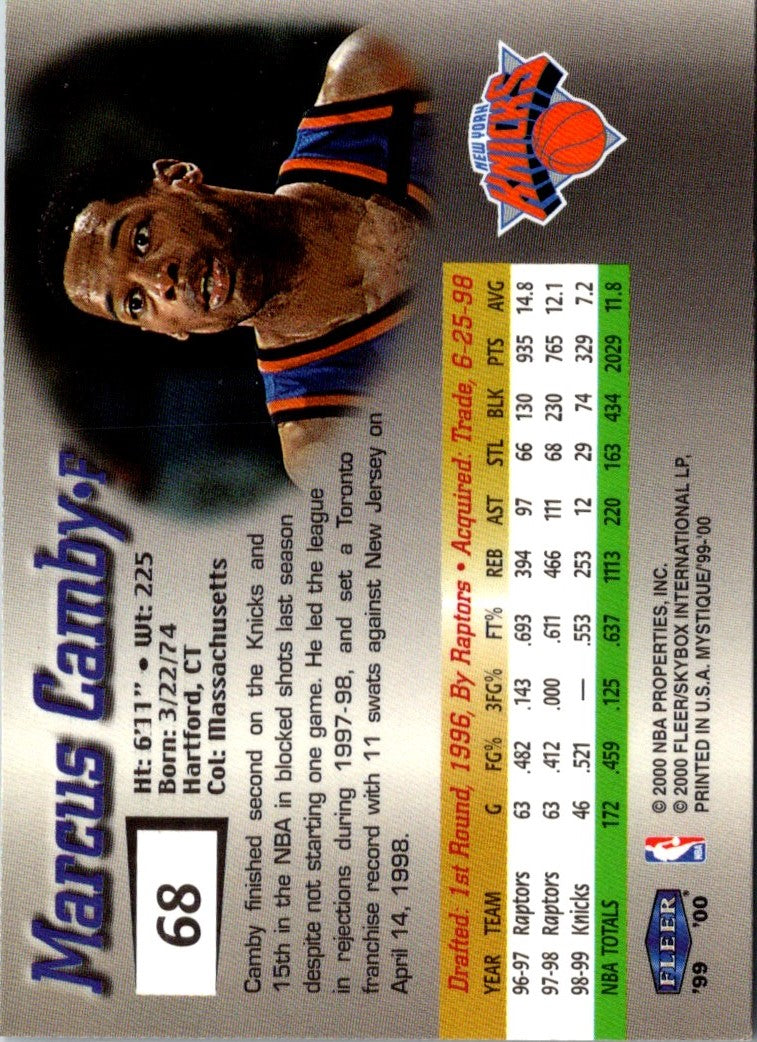 Marcus Camby•F
68
Ht: 6'11" • Wt: 225
Born: 3/22/74
Hartford, CT
Col: Massachusetts
Camby finished second on the Knicks and
15th in the NBA in blocked shots last season
despite not starting one game. He led the league
in rejections during 1997-98, and set a Toronto
franchise record with 11 swats against New Jersey on
April 14, 1998.
NEW YORK
KNICKS
Drafted: 1st Round, 1996, By Raptors • Acquired: Trade, 6-25-98
YEAR TEAM G FG% 3FG% FT% REB AST STL BLK PTS AVG
96-97 Raptors 63 .482 .143 .693 394 97 66 130 935 14.8
97-98 Raptors 63 .412 .000 .611 466 111 68 230 765 12.1
98-99 Knicks 46 .521 — .553 253 12 29 74 329 7.2
NBA TOTALS 172 .459 .125 .637 1113 220 163 434 2029 11.8
FLEER
'99 '00
NBA
© 2000 NBA PROPERTIES, INC.
© 2000 FLEER/SKYBOX INTERNATIONAL LP,
PRINTED IN U.S.A. MYSTIQUE/'99-'00